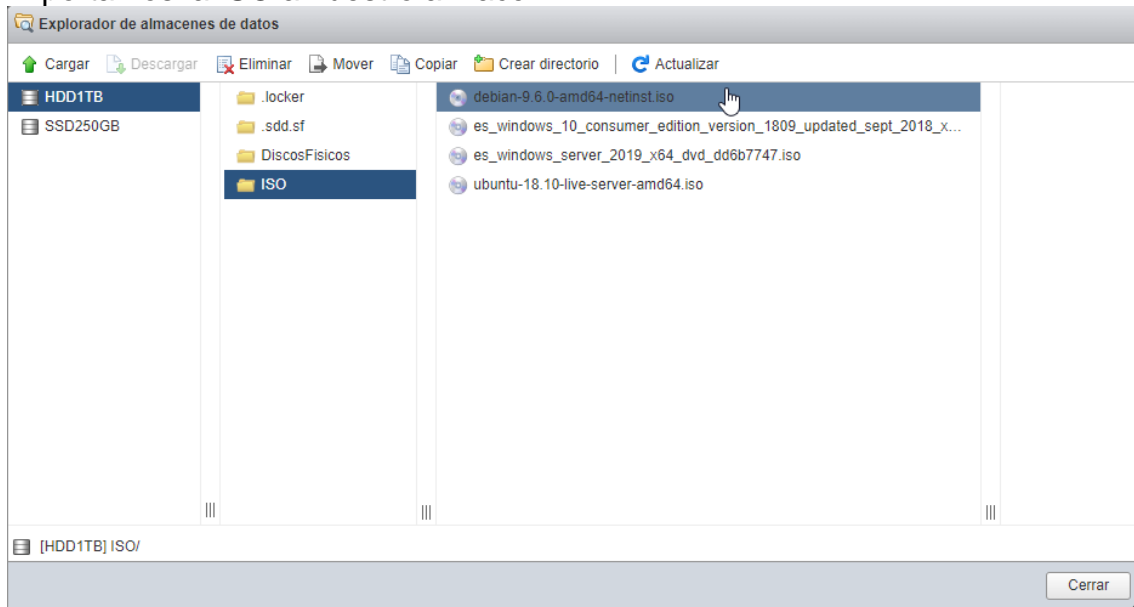 Explorador de almacenes de datos
Cargar Descargar Eliminar Mover Copiar Crear directorio Actualizar
HDD1TB .locker debian-9.6.0-amd64-netinst.iso
SSD250GB .sdd.sf es_windows_10_consumer_edition_version_1809_updated_sept_2018_x...
DiscosFisicos es_windows_server_2019_x64_dvd_dd6b7747.iso
ISO ubuntu-18.10-live-server-amd64.iso
[HDD1TB] ISO/
Cerrar